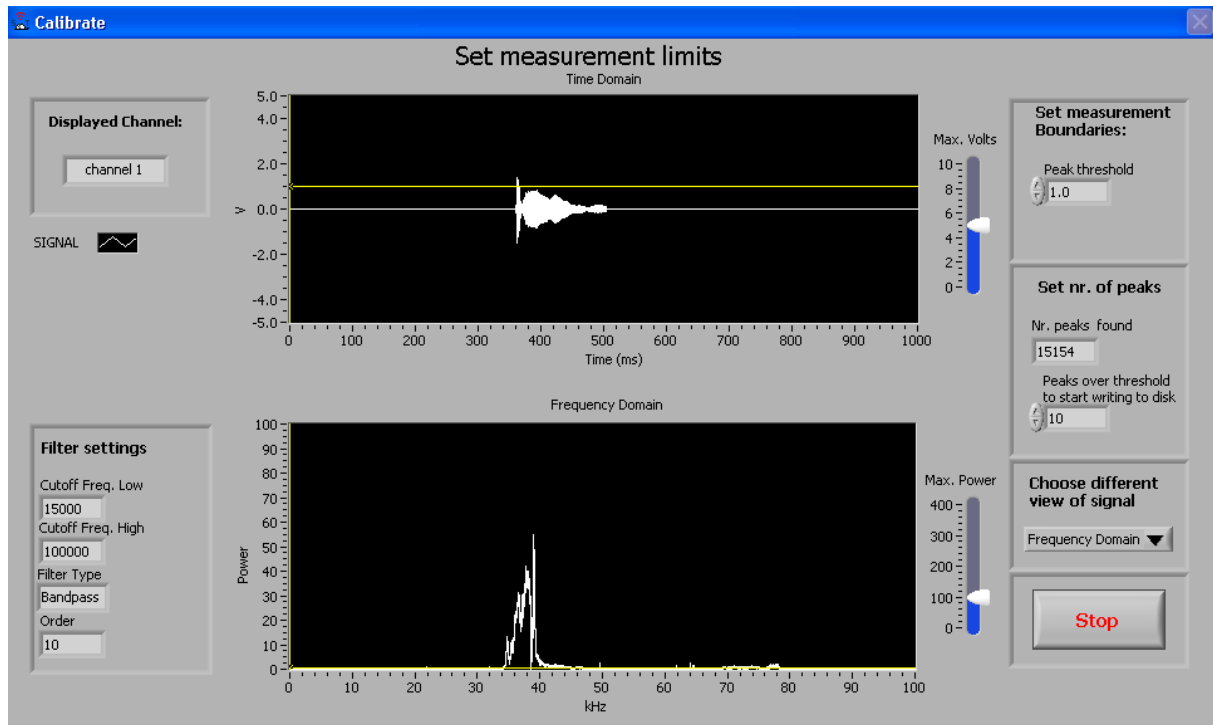 Calibrate
Set measurement limits
Time Domain
Displayed Channel:
channel 1
SIGNAL
5.0
4.0
2.0
0.0
-2.0
-4.0
-5.0
V
0 100 200 300 400 500 600 700 800 900 1000
Time (ms)
Max. Volts
10
8
6
4
2
0
Set measurement
Boundaries:
Peak threshold
1.0
Set nr. of peaks
Nr. peaks found
15154
Peaks over threshold
to start writing to disk
10
Filter settings
Cutoff Freq. Low
15000
Cutoff Freq. High
100000
Filter Type
Bandpass
Order
10
Frequency Domain
100
90
80
70
60
50
40
30
20
10
0
Power
0 10 20 30 40 50 60 70 80 90 100
kHz
Max. Power
400
300
200
100
0
Choose different
view of signal
Frequency Domain
Stop